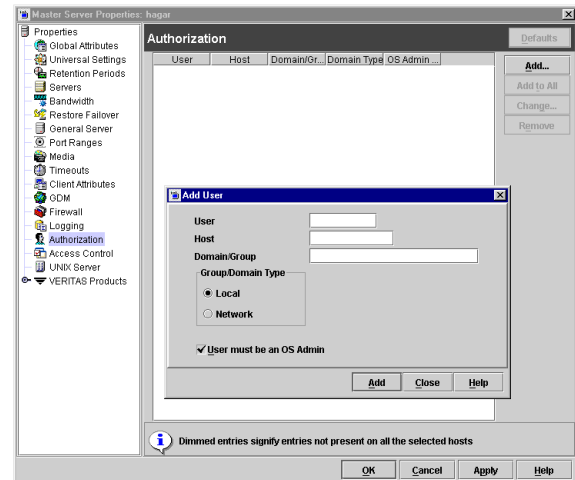 Master Server Properties: hagar
Properties
Global Attributes
Universal Settings
Retention Periods
Servers
Bandwidth
Restore Failover
General Server
Port Ranges
Media
Timeouts
Client Attributes
GDM
Firewall
Logging
Authorization
Access Control
UNIX Server
VERITAS Products
Authorization
Defaults
User Host Domain/Gr... Domain Type OS Admin ...
Add...
Add to All
Change...
Remove
Add User
User
Host
Domain/Group
Group/Domain Type
Local
Network
User must be an OS Admin
Add Close Help
Dimmed entries signify entries not present on all the selected hosts
OK Cancel Apply Help